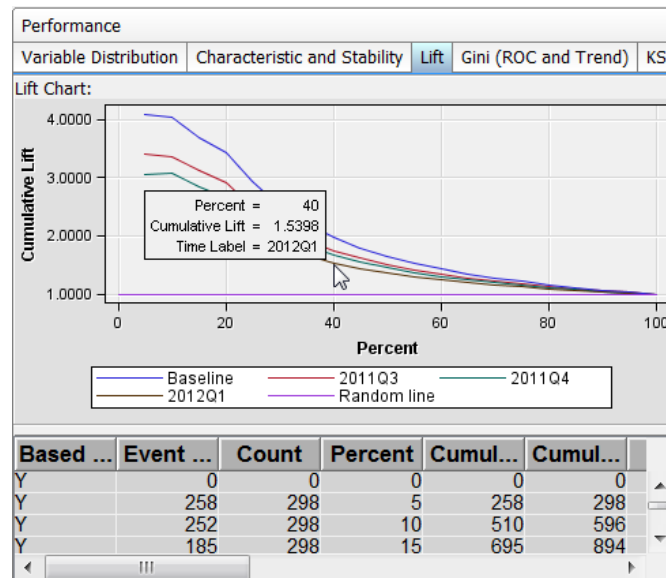 Performance
Variable Distribution Characteristic and Stability Lift Gini (ROC and Trend) KS
Lift Chart:
4.0000
3.0000
2.0000
1.0000
Cumulative Lift
Percent = 40
Cumulative Lift = 1.5398
Time Label = 2012Q1
0 20 40 60 80 100
Percent
Baseline 2011Q3 2011Q4
2012Q1 Random line
Based ... Event ... Count Percent Cumul... Cumul...
Y 0 0 0 0 0
Y 258 298 5 258 298
Y 252 298 10 510 596
Y 185 298 15 695 894